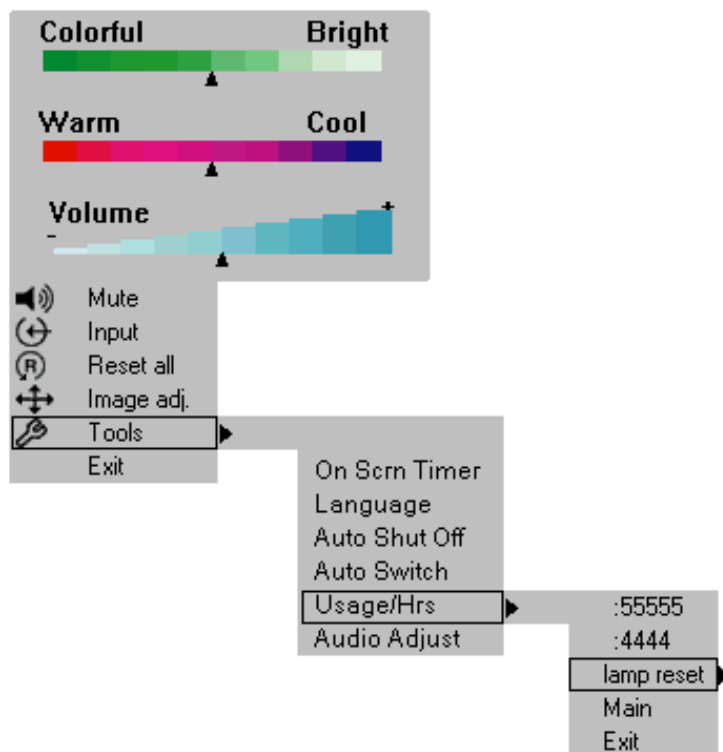 Colorful Bright
Warm Cool
Volume
- +
Mute
Input
R Reset all
Image adj.
Tools
Exit
On Scrn Timer
Language
Auto Shut Off
Auto Switch
Usage/Hrs
Audio Adjust
:55555
:4444
lamp reset
Main
Exit